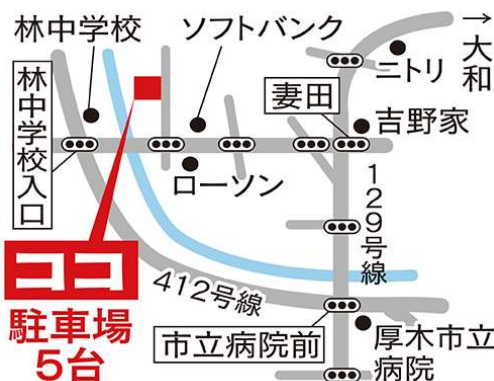 林中学校
ソフトバンク
→
大和
ニトリ
妻田
吉野家
林中学校入口
ローソン
129号線
ココ
412号線
駐車場
5台
市立病院前
厚木市立
病院